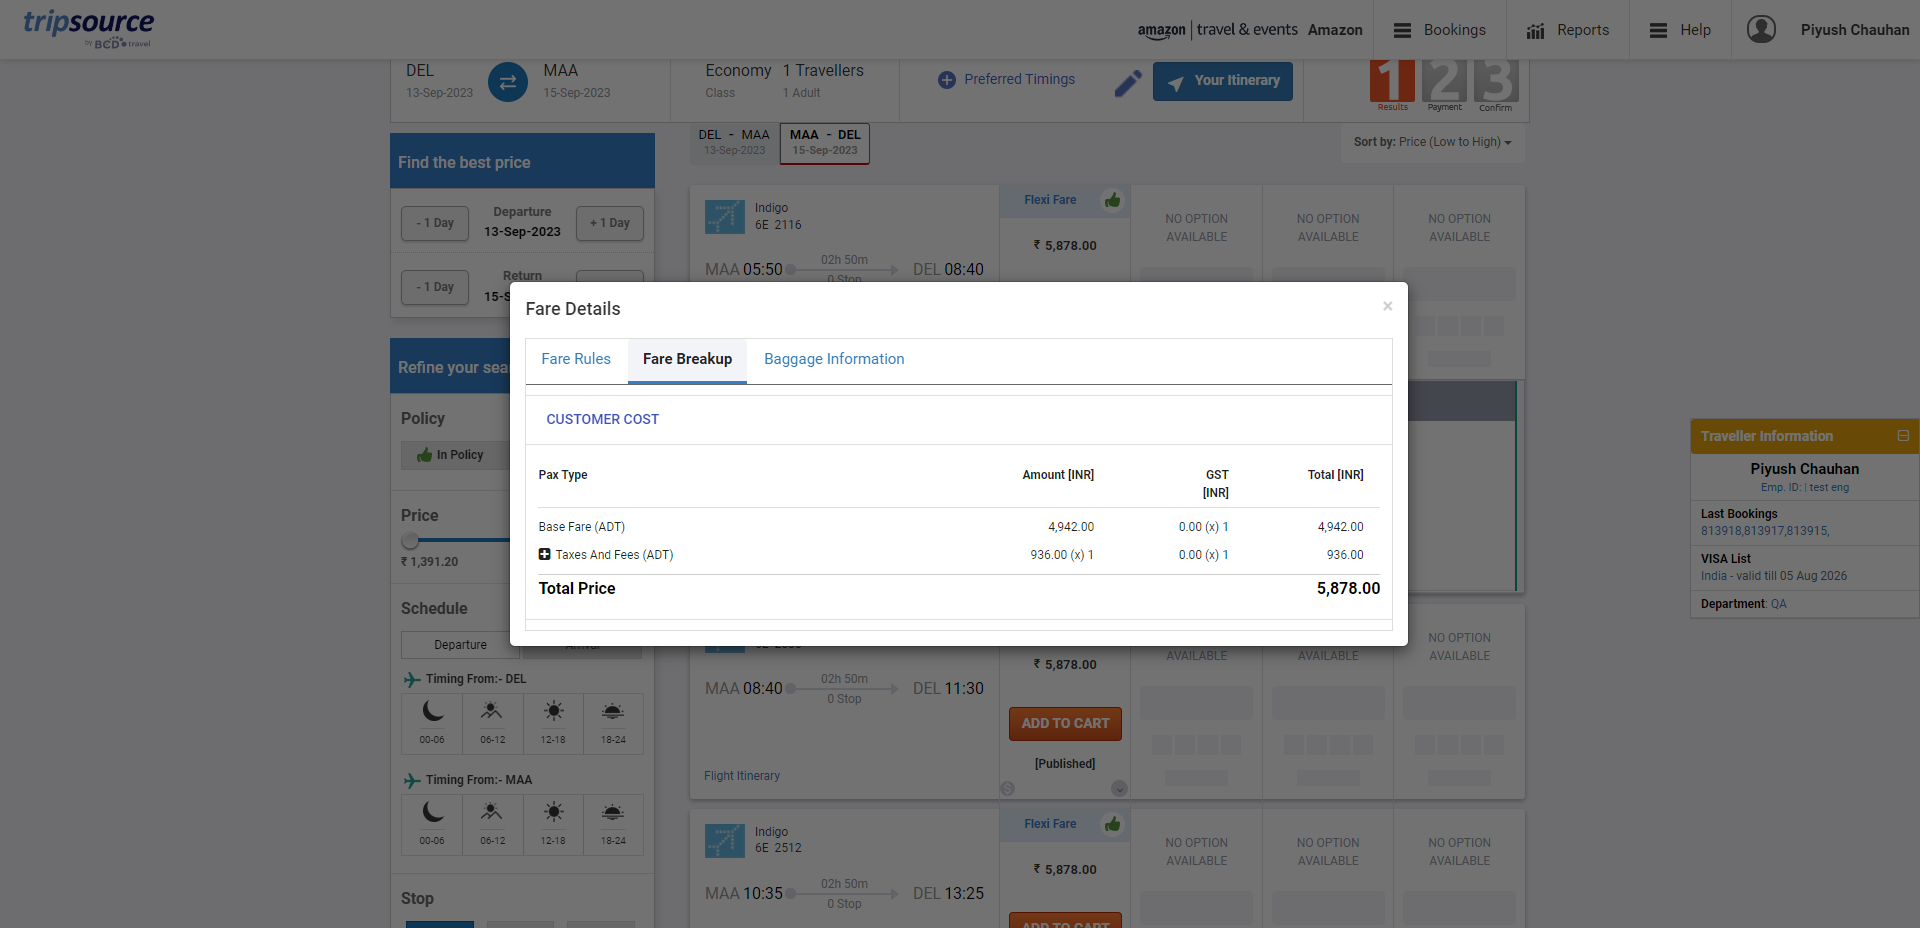 tripsource
by BCD travel
amazon | travel & events Amazon
Bookings
Reports
Help
Piyush Chauhan
DEL
13-Sep-2023
MAA
15-Sep-2023
Economy
Class
1 Travellers
1 Adult
Preferred Timings
Your Itinerary
1 2 3
Results Payment Confirm
Find the best price
- 1 Day
Departure
13-Sep-2023
+ 1 Day
- 1 Day
Return
15-S
Refine your sea
Policy
In Policy
Price
₹ 1,391.20
Schedule
Departure
Arrival
Timing From:- DEL
00-06 06-12 12-18 18-24
Timing From:- MAA
00-06 06-12 12-18 18-24
Stop
DEL - MAA
13-Sep-2023
MAA - DEL
15-Sep-2023
Sort by: Price (Low to High)
Indigo
6E 2116
MAA 05:50
02h 50m
0 Stop
DEL 08:40
Flexi Fare
₹ 5,878.00
NO OPTION
AVAILABLE
NO OPTION
AVAILABLE
NO OPTION
AVAILABLE
Fare Details
×
Fare Rules
Fare Breakup
Baggage Information
CUSTOMER COST
Pax Type Amount [INR] GST [INR] Total [INR]
Base Fare (ADT) 4,942.00 0.00 (x) 1 4,942.00
Taxes And Fees (ADT) 936.00 (x) 1 0.00 (x) 1 936.00
Total Price 5,878.00
MAA 08:40
02h 50m
0 Stop
DEL 11:30
Flight Itinerary
₹ 5,878.00
ADD TO CART
[Published]
AVAILABLE
AVAILABLE
NO OPTION
AVAILABLE
Indigo
6E 2512
MAA 10:35
02h 50m
0 Stop
DEL 13:25
Flexi Fare
₹ 5,878.00
ADD TO CART
NO OPTION
AVAILABLE
NO OPTION
AVAILABLE
NO OPTION
AVAILABLE
Traveller Information
Piyush Chauhan
Emp. ID: | test eng
Last Bookings
813918,813917,813915,
VISA List
India - valid till 05 Aug 2026
Department: QA